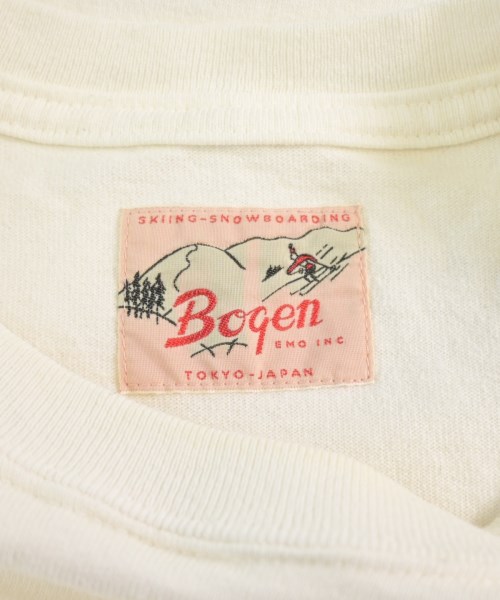 SKIING-SNOWBOARDING
Bogen
EMO INC
TOKYO-JAPAN